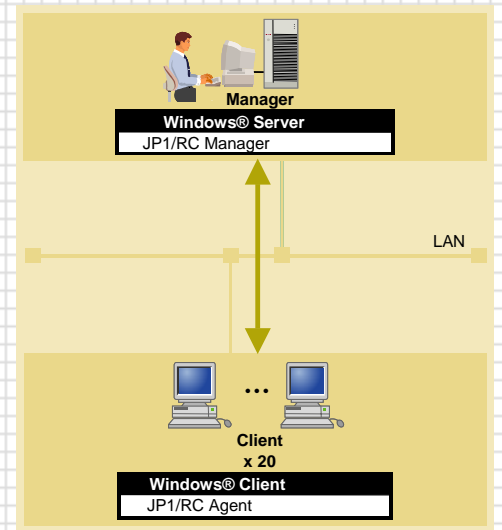 Manager
Windows® Server
JP1/RC Manager
LAN
...
Client
x 20
Windows® Client
JP1/RC Agent